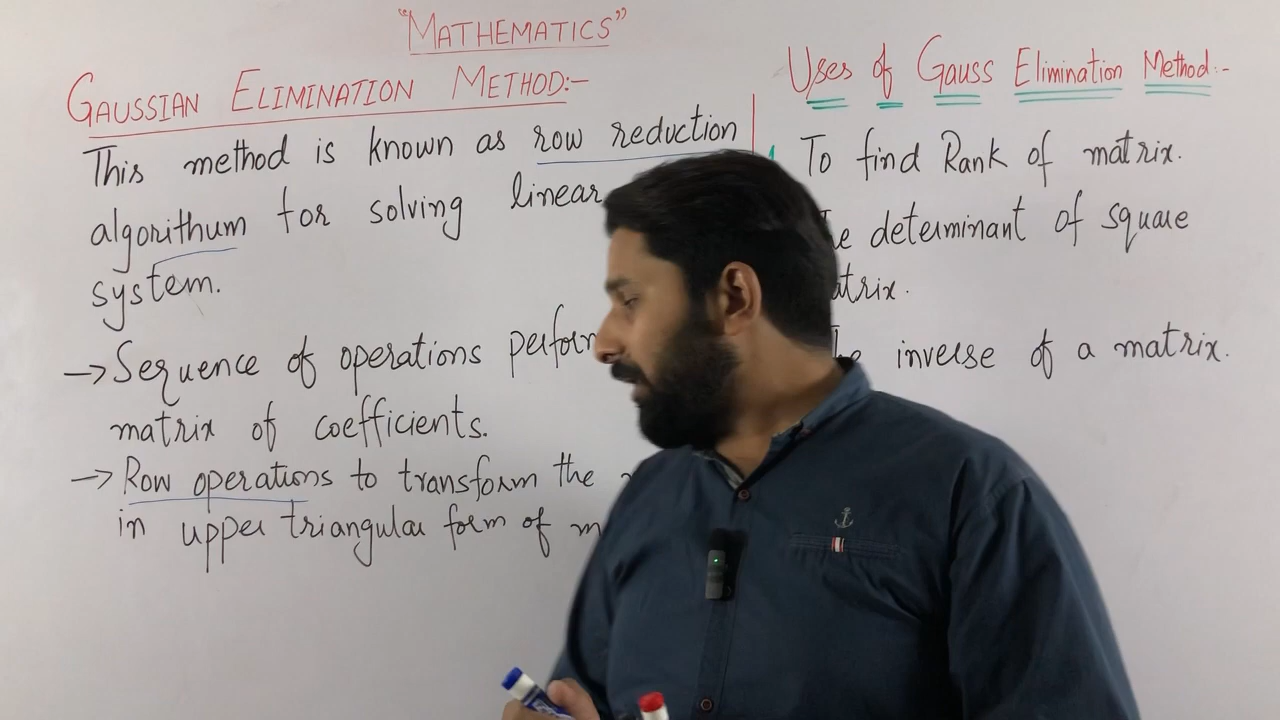 “MATHEMATICS”
GAUSSIAN ELIMINATION METHOD:-
This method is known as row reduction
algorithum for solving linear
system.
→ Sequence of operations
matrix of coefficients.
→ Row operations to transform the
in upper triangular form of
Uses of Gauss Elimination Method:-
To find Rank of matrix.
determinant of square
inverse of a matrix.